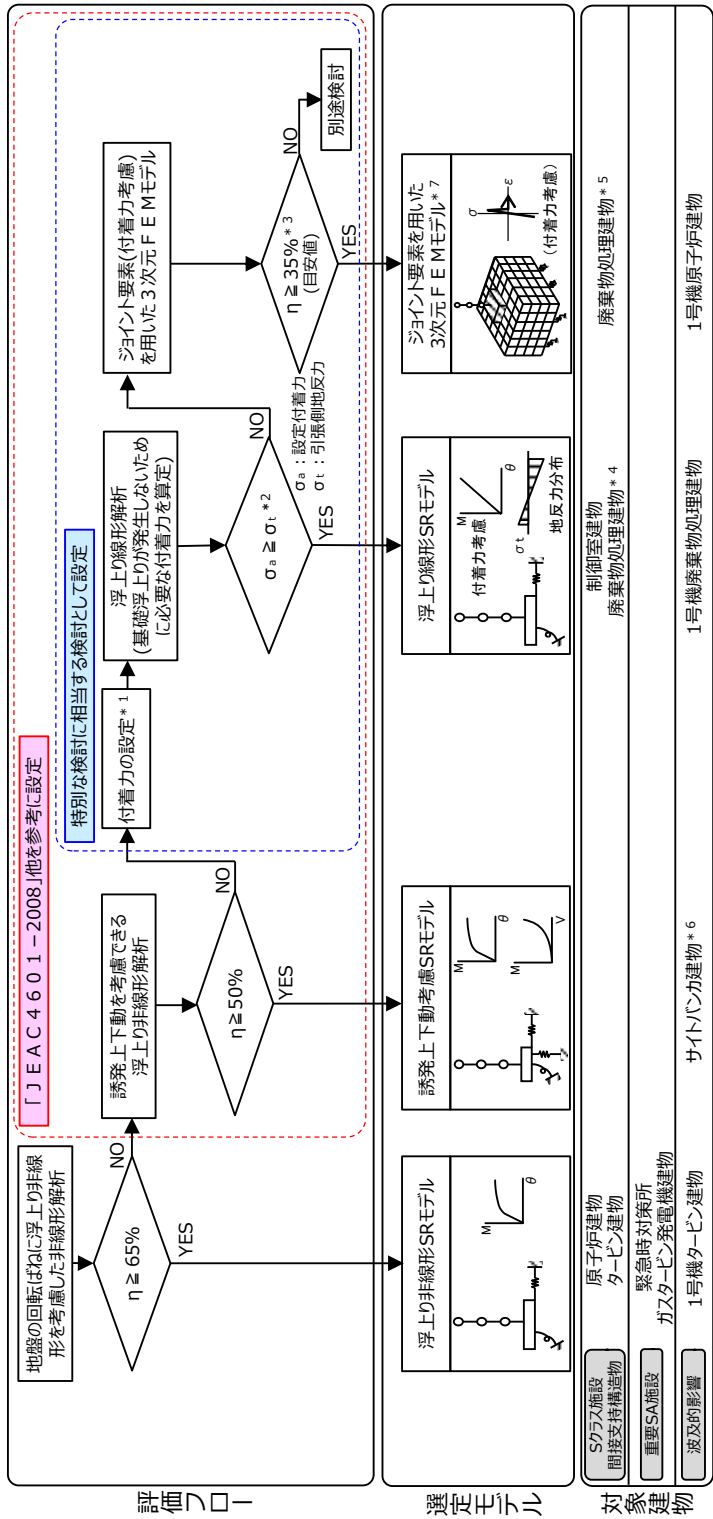 評価フロー
地盤の回転ばねに浮上り非線
形を考慮した非線形解析
η ≧ 65%
NO
YES
「ＪＥＡＣ４６０１－2008」他を参考に設定
誘発上下動を考慮できる
浮上り非線形解析
η≧50%
NO
YES
特別な検討に相当する検討として設定
付着力の設定*1
浮上り線形解析
(基礎浮上りが発生しないため
に必要な付着力を算定)
σa ≧ σt *2
NO
YES
σa：設定付着力
σt：引張側地反力
ジョイント要素(付着力考慮)
を用いた３次元ＦＥＭモデル
η ≧ 35%*3
(目安値)
NO
YES
別途検討
選定モデル
浮上り非線形SRモデル
M
θ
誘発上下動考慮SRモデル
M
θ
M
V
浮上り線形SRモデル
付着力考慮
M
θ
σt
地反力分布
ジョイント要素を用いた
3次元ＦＥＭモデル*7
σ
ε
(付着力考慮)
対象建物
Sクラス施設
間接支持構造物
原子炉建物
タービン建物
制御室建物
廃棄物処理建物*4
廃棄物処理建物*5
重要SA施設
緊急時対策所
ガスタービン発電機建物
波及的影響
1号機タービン建物
サイトバンカ建物*6
1号機廃棄物処理建物
1号機原子炉建物